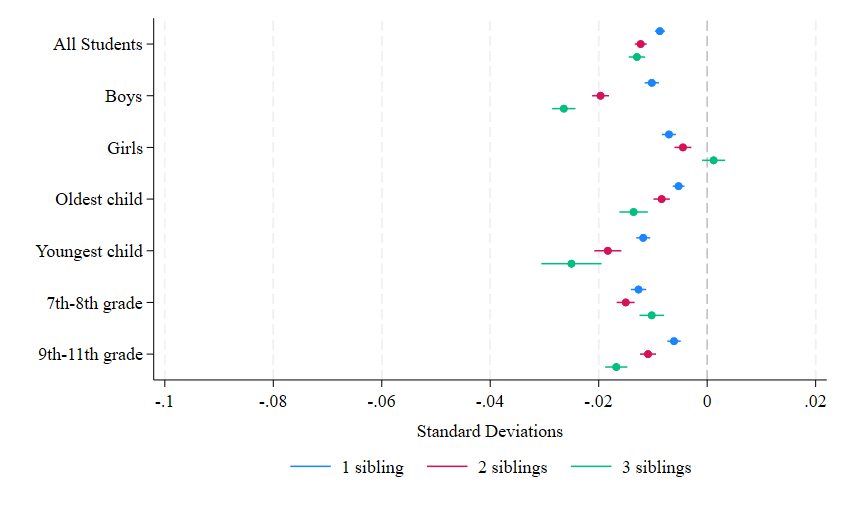 All Students
Boys
Girls
Oldest child
Youngest child
7th-8th grade
9th-11th grade
-.1 -.08 -.06 -.04 -.02 0 .02
Standard Deviations
1 sibling 2 siblings 3 siblings